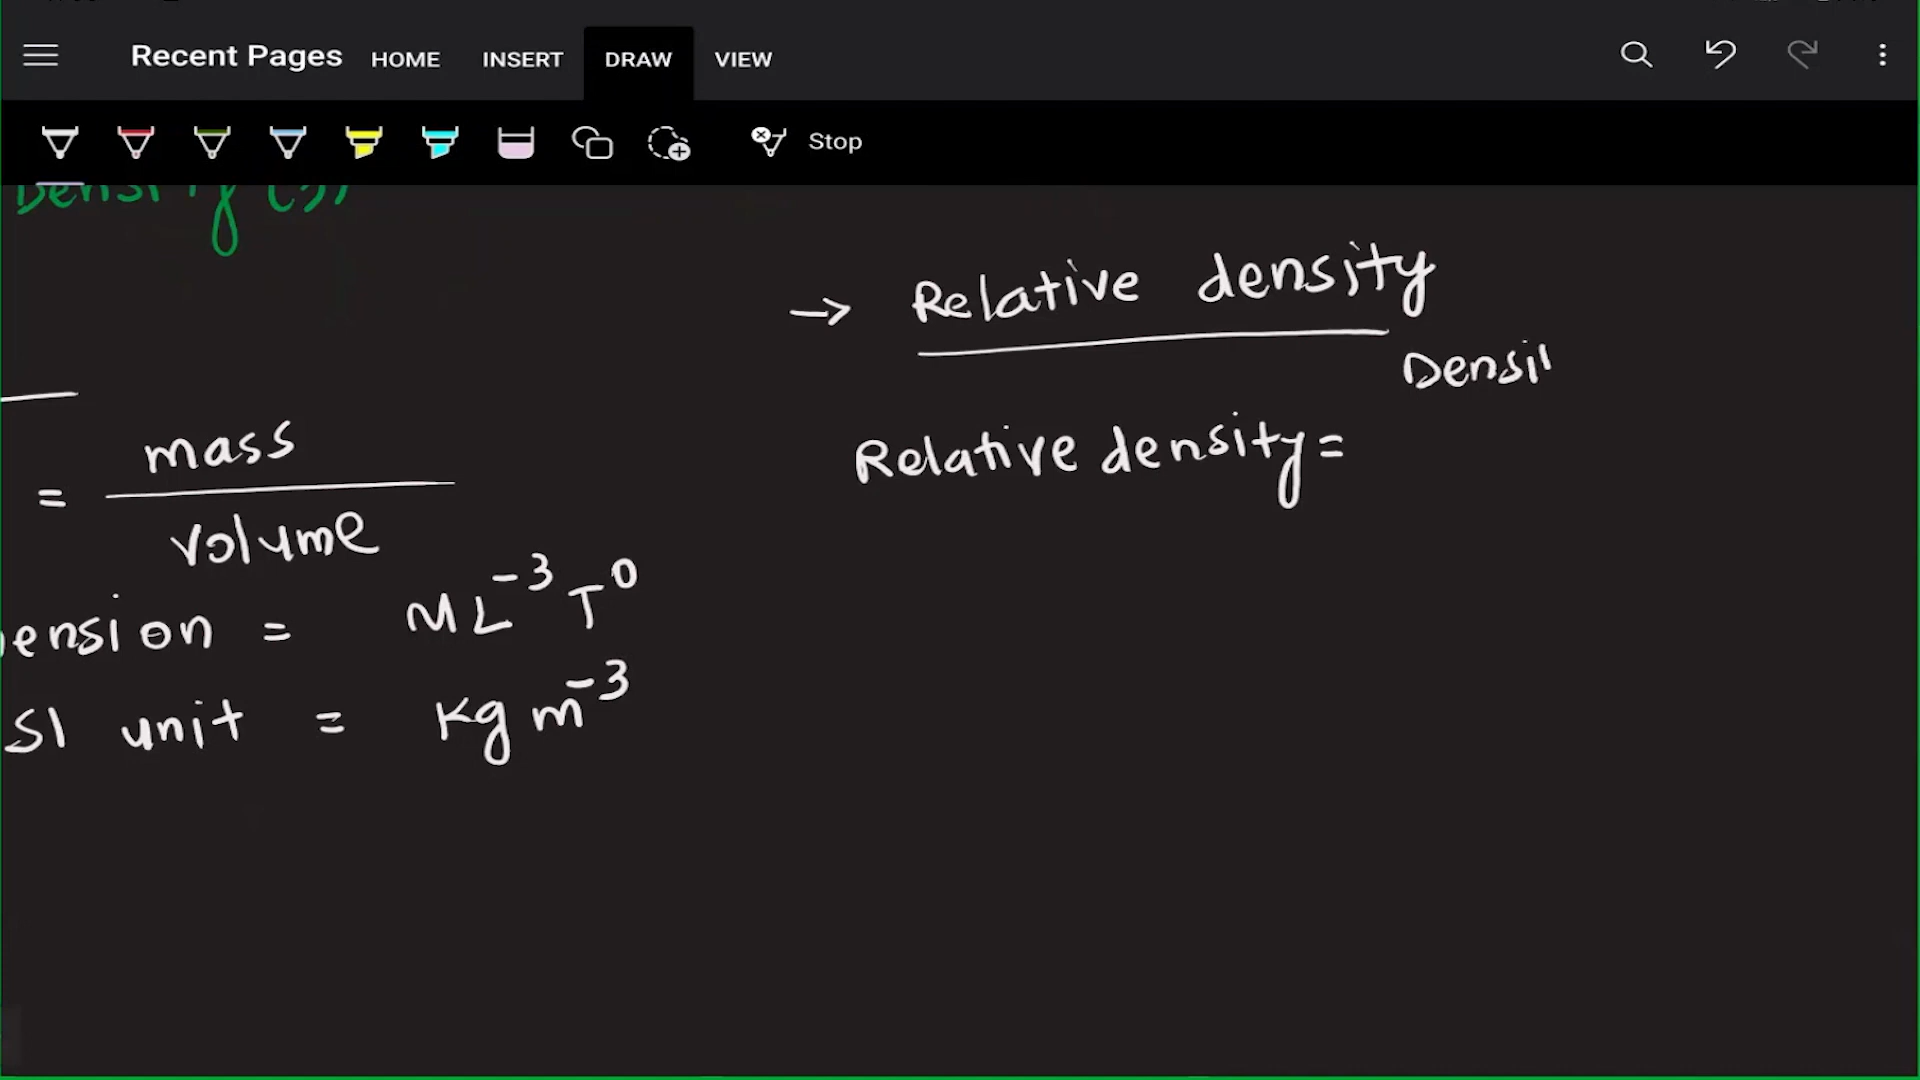 Recent Pages HOME INSERT DRAW VIEW
Stop
Density
→ Relative density
Densi
= mass
volume
Relative density =
ension = ML⁻³T⁰
SI unit = kg m⁻³